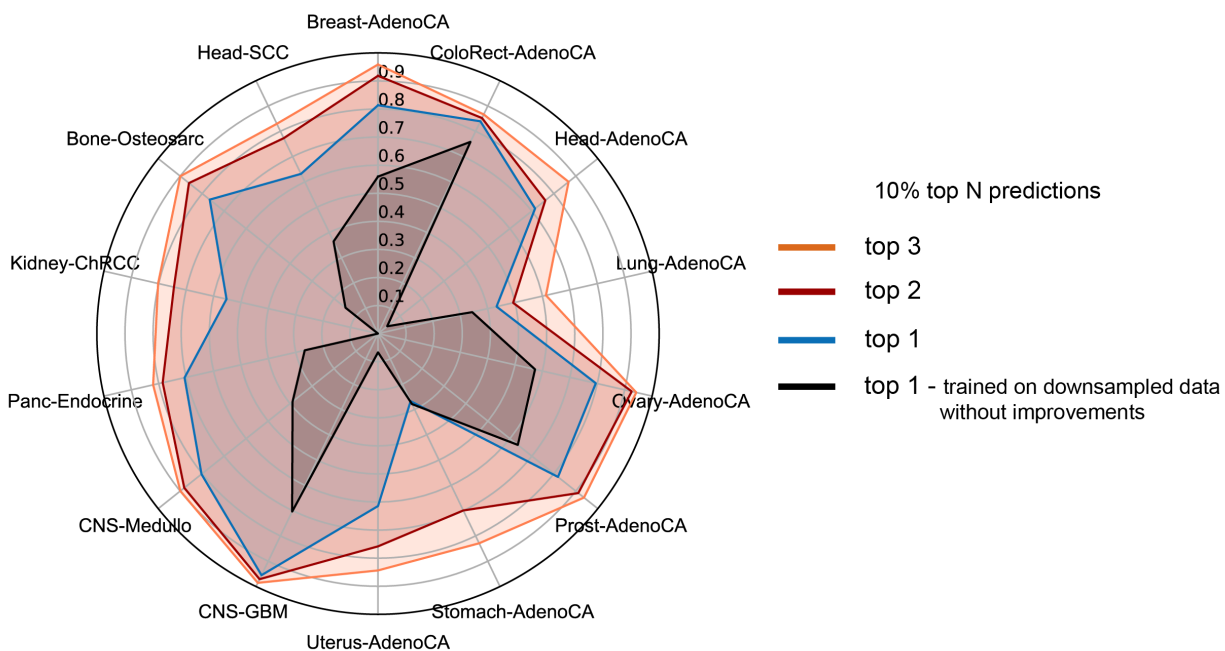 Breast-AdenoCA
Head-SCC
ColoRect-AdenoCA
0.9
0.8
Bone-Osteosarc
Head-AdenoCA
0.7
0.6
0.5
0.4
Kidney-ChRCC
Lung-AdenoCA
0.3
0.2
0.1
Panc-Endocrine
Ovary-AdenoCA
CNS-Medullo
Prost-AdenoCA
CNS-GBM
Stomach-AdenoCA
Uterus-AdenoCA
10% top N predictions
top 3
top 2
top 1
top 1 - trained on downsampled data
without improvements